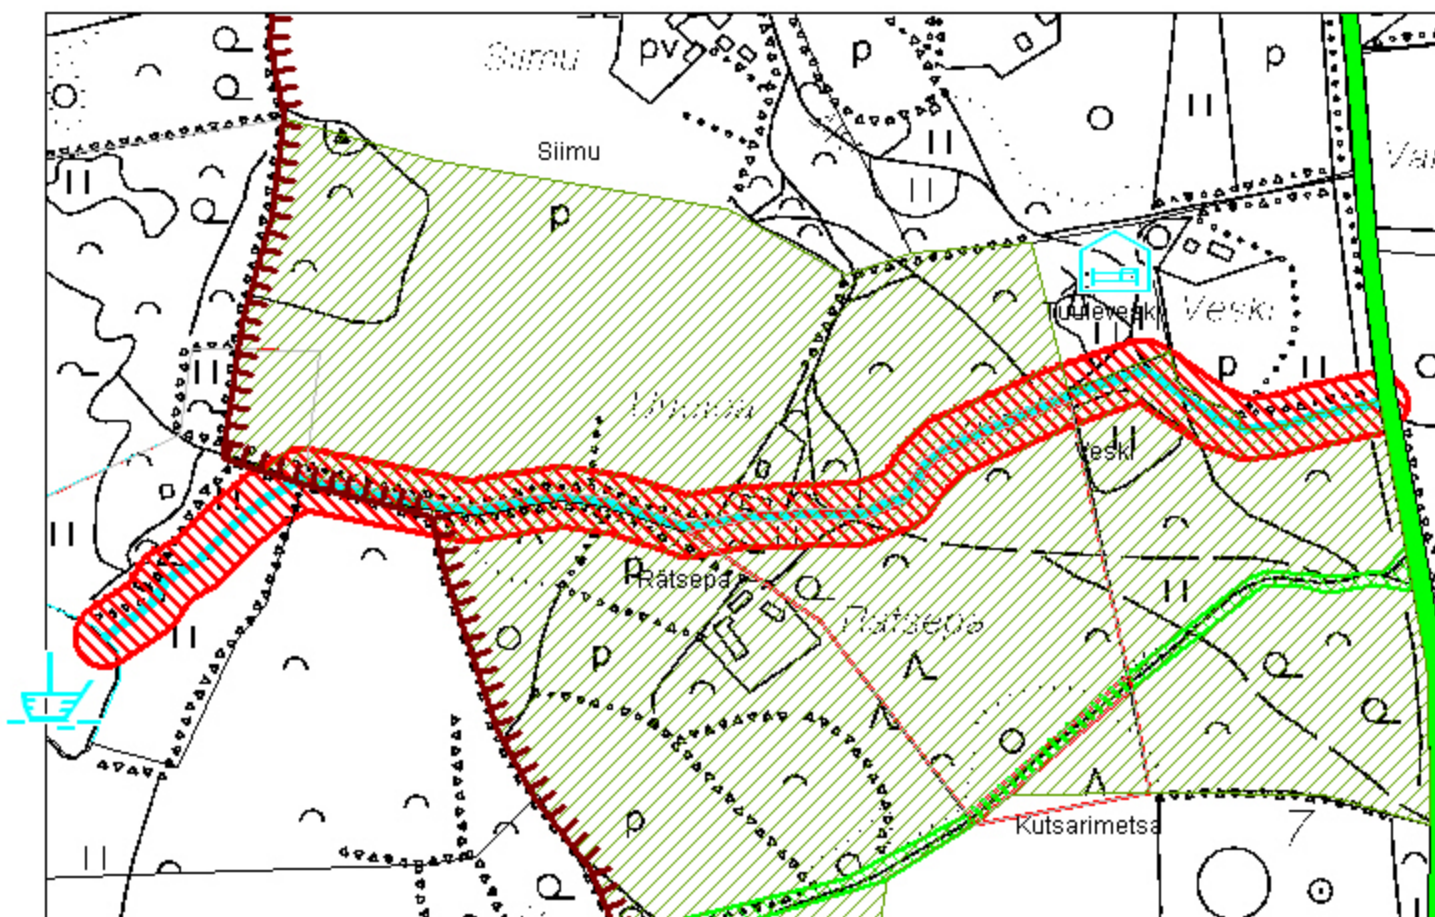 Siimu
pv
p
p
Siimu
p
Tuuleveski
Veski
p
Veski
p
Rätsepa
Rätsepa
p
p
Kutsarimetsa
7